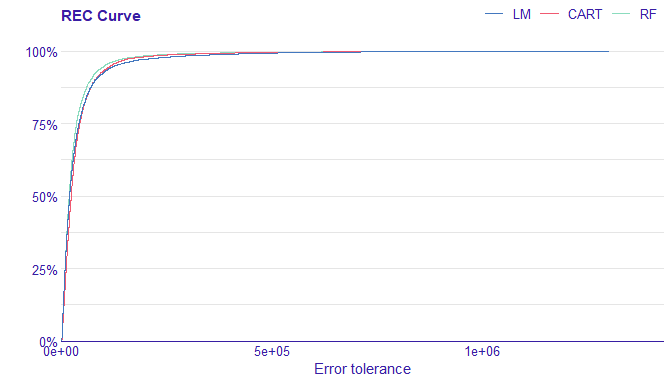 REC Curve
LM CART RF
100%
75%
50%
25%
0%
0e+00 5e+05 1e+06
Error tolerance